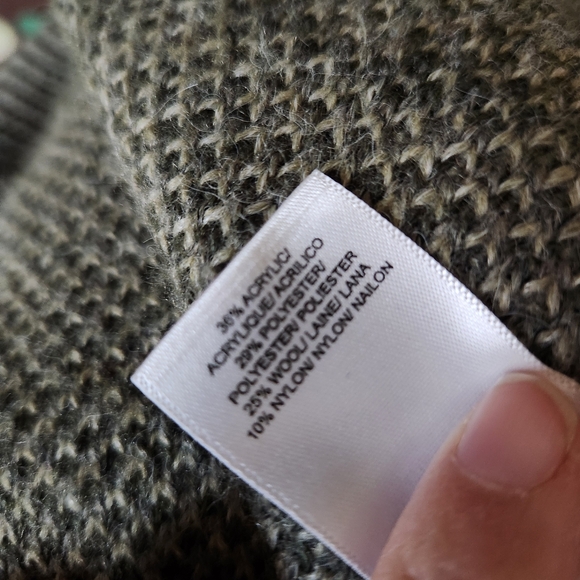 36% ACRYLIC/
ACRYLIQUE/ACRILICO
29% POLYESTER/
POLYESTER/ POLIESTER
25% WOOL/ LAINE/ LANA
10% NYLON/ NYLON/ NAILON